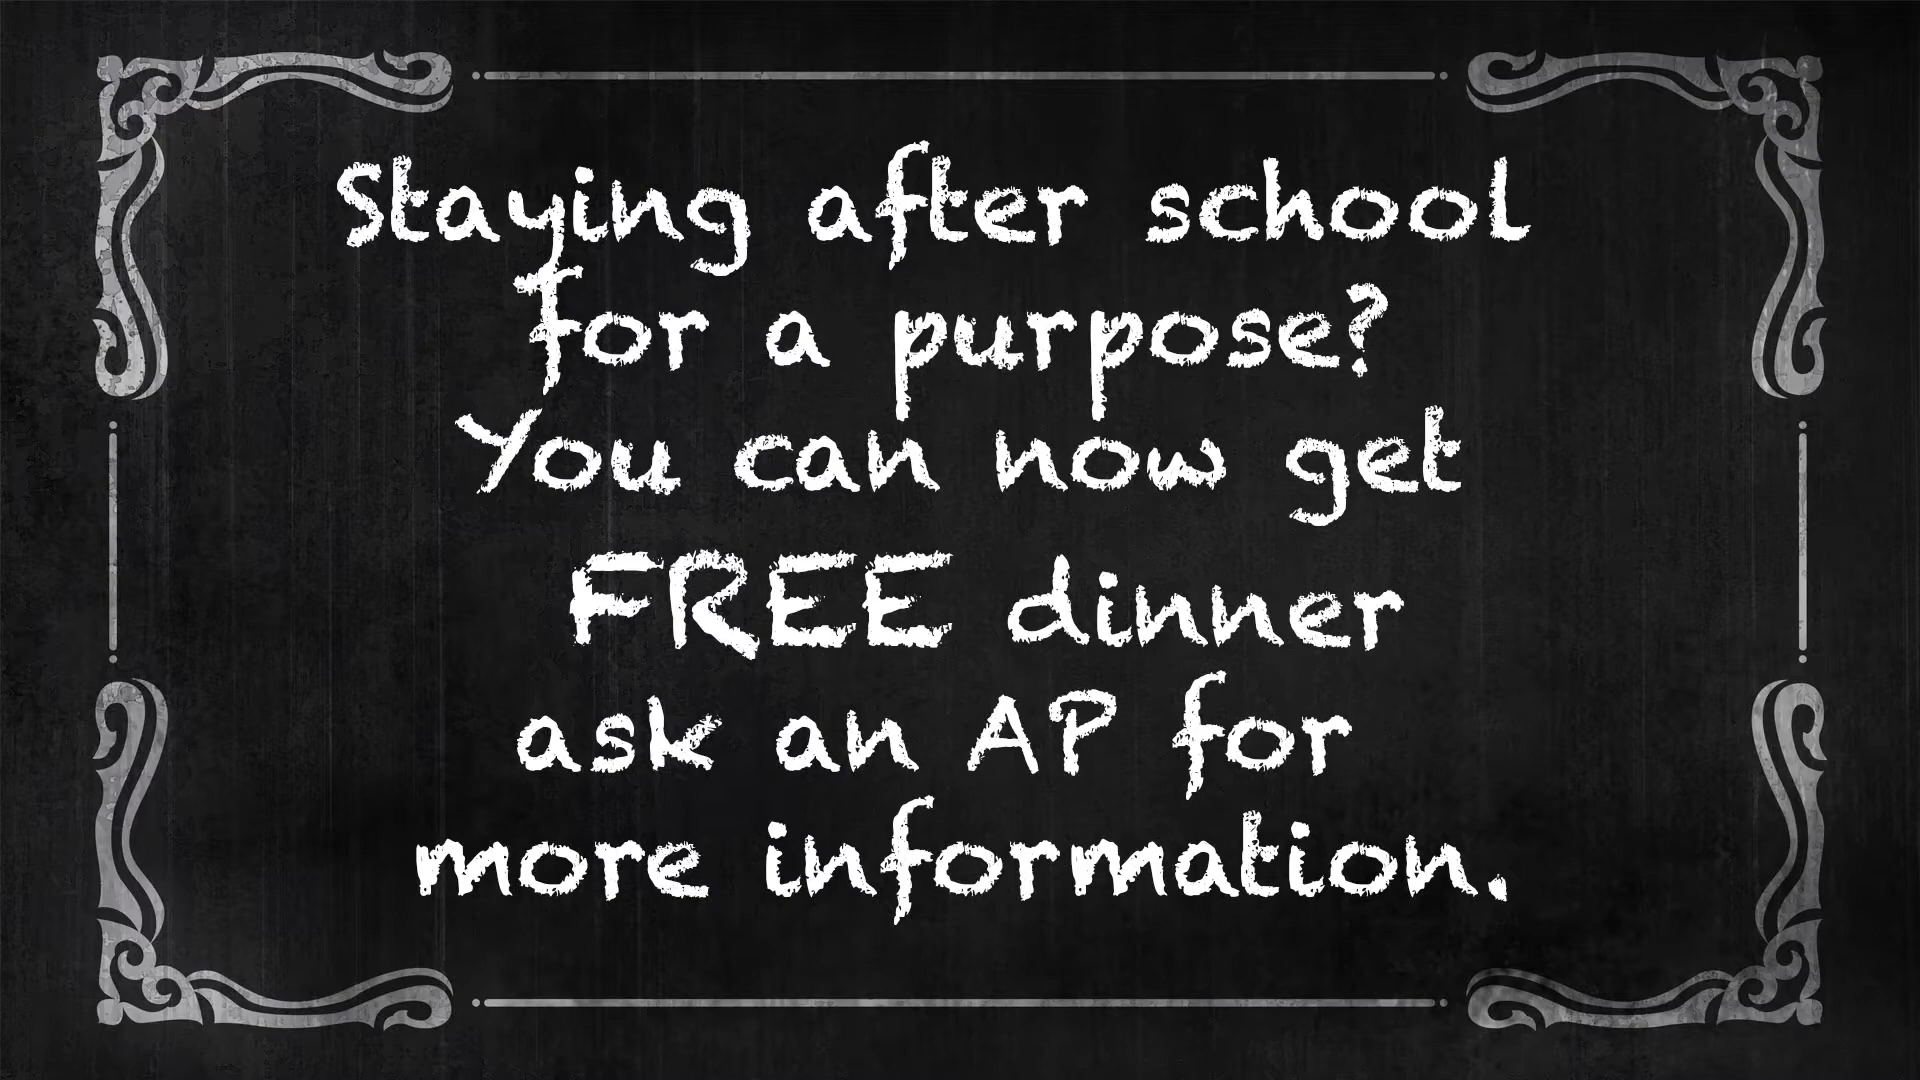 Staying after school
for a purpose?
You can now get
FREE dinner
ask an AP for
more information.